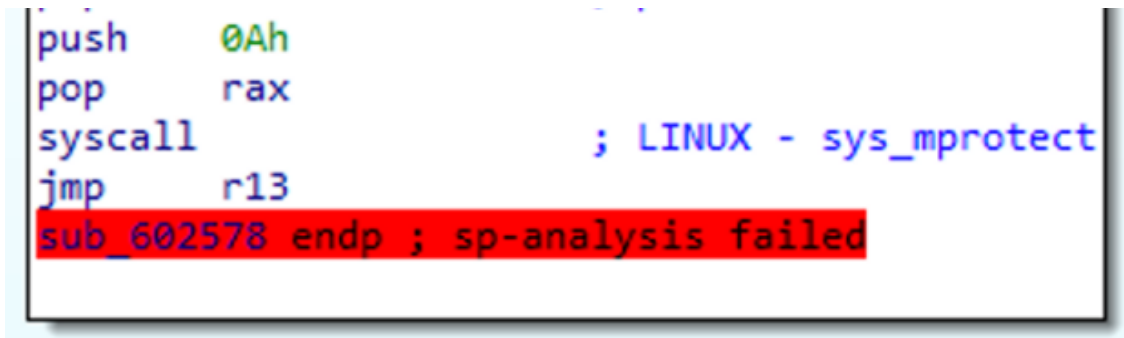 push 0Ah
pop rax
syscall ; LINUX - sys_mprotect
jmp r13
sub_602578 endp ; sp-analysis failed